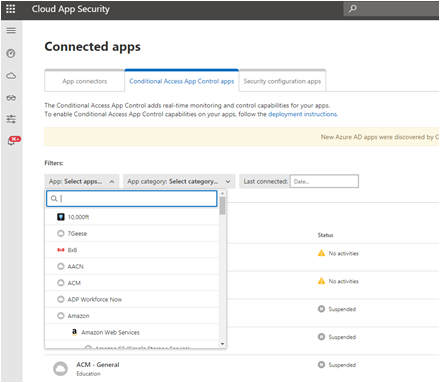 Cloud App Security
Connected apps
App connectors
Conditional Access App Control apps
Security configuration apps
The Conditional Access App Control adds real-time monitoring and control capabilities for your apps.
To enable Conditional Access App Control capabilities on your apps, follow the deployment instructions.
New Azure AD apps were discovered by C
Filters:
App: Select apps...
App category: Select category...
Last connected: Date...
10,000ft
7Geese
8x8
AACN
ACM
ADP Workforce Now
Amazon
Amazon Web Services
Status
No activities
No activities
Suspended
Suspended
ACM - General
Education
Suspended